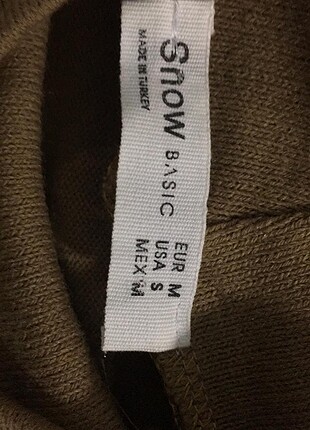 Snow
MADE IN TURKEY
BASIC
EUR M
USA S
MEX M